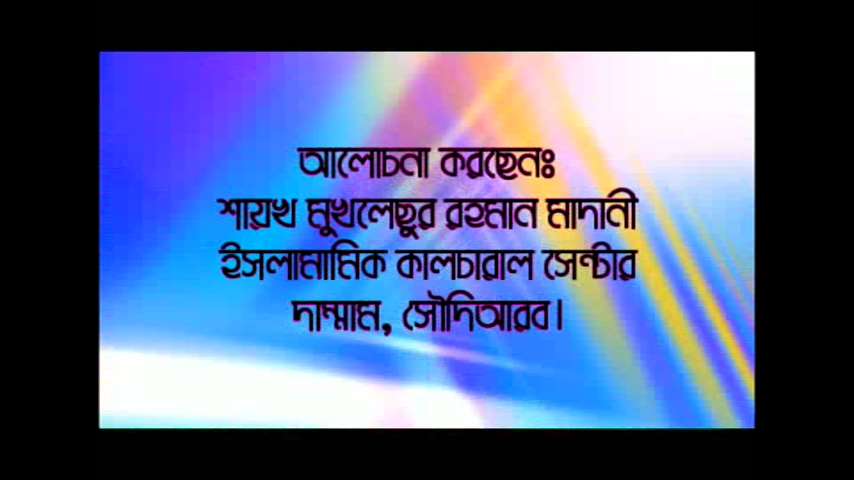 আলোচনা করছেনঃ
শায়খ মুখলেছুর রহমান মাদানী
ইসলামামিক কালচারাল সেন্টার
দাম্মাম, সৌদিআরব।